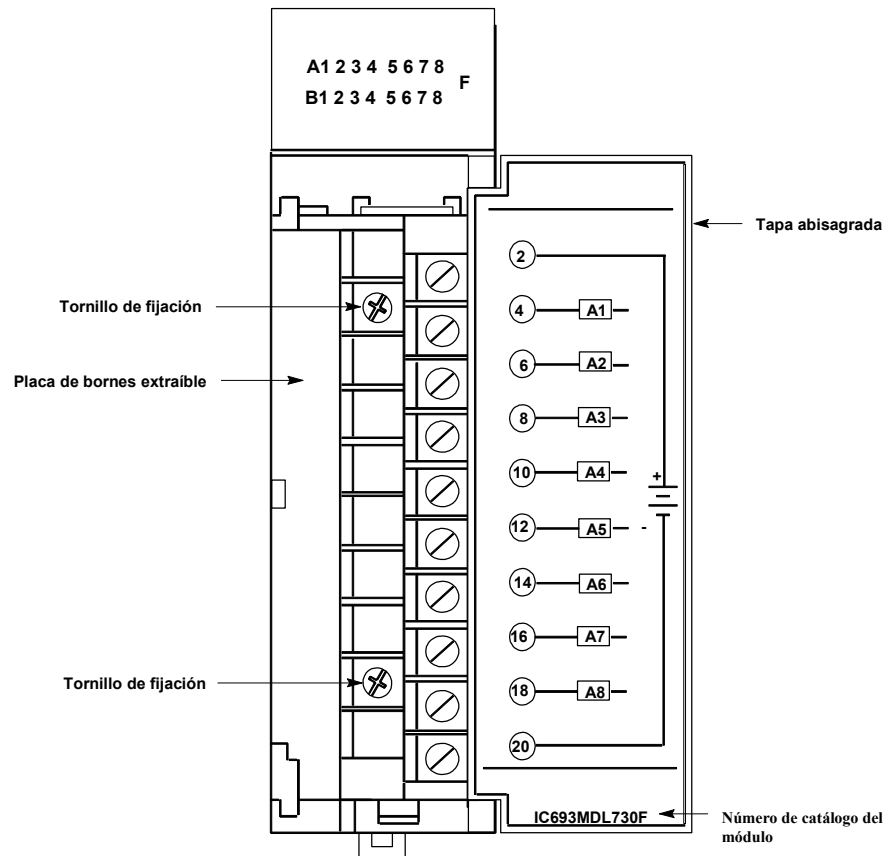 A1 2 3 4 5 6 7 8
F
B1 2 3 4 5 6 7 8
Tapa abisagrada
2
Tornillo de fijación
4 A1
6 A2
Placa de bornes extraíble
8 A3
10 A4
+
12 A5 -
14 A6
16 A7
Tornillo de fijación
18 A8
20
IC693MDL730F
Número de catálogo del
módulo